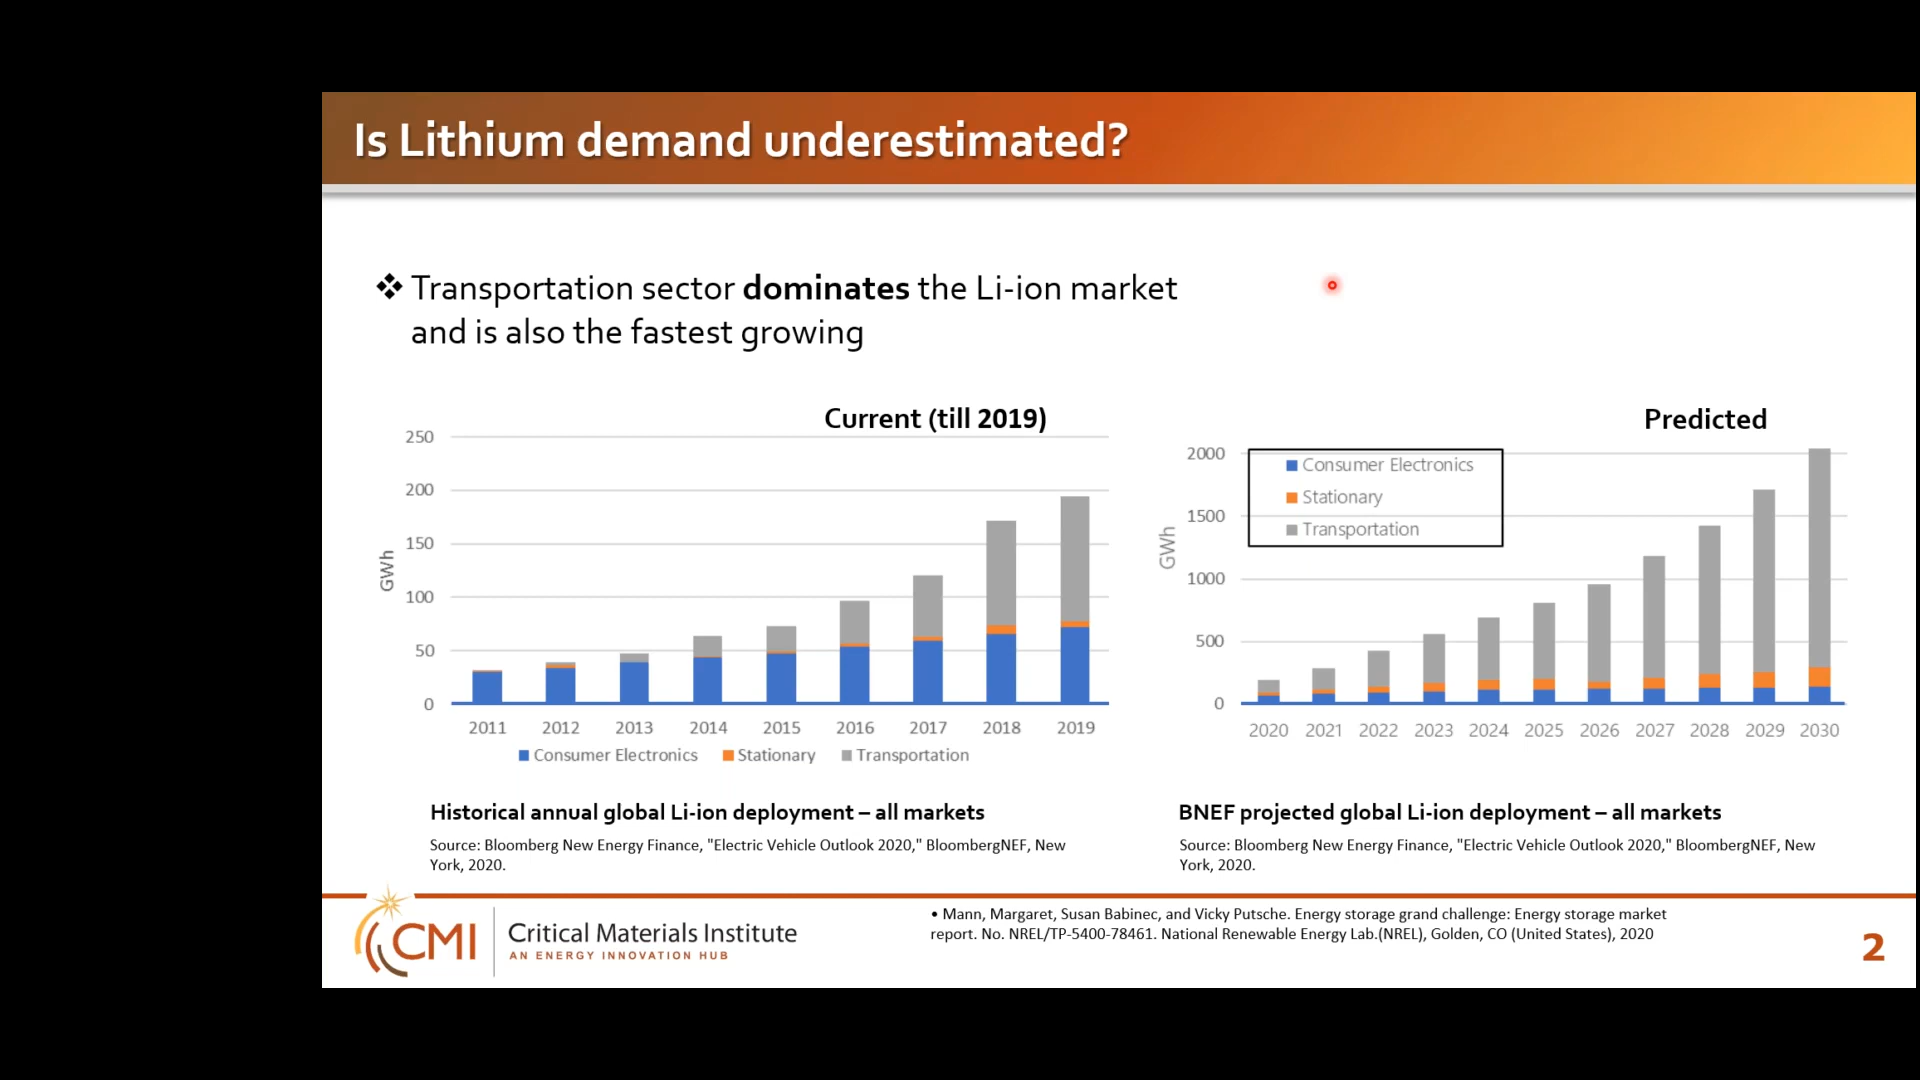 Is Lithium demand underestimated?
❖ Transportation sector dominates the Li-ion market
and is also the fastest growing
Current (till 2019)
250
200
150
100
50
0
GWh
2011 2012 2013 2014 2015 2016 2017 2018 2019
Consumer Electronics Stationary Transportation
Historical annual global Li-ion deployment – all markets
Source: Bloomberg New Energy Finance, "Electric Vehicle Outlook 2020," BloombergNEF, New
York, 2020.
Predicted
2000
1500
1000
500
0
GWh
Consumer Electronics
Stationary
Transportation
2020 2021 2022 2023 2024 2025 2026 2027 2028 2029 2030
BNEF projected global Li-ion deployment – all markets
Source: Bloomberg New Energy Finance, "Electric Vehicle Outlook 2020," BloombergNEF, New
York, 2020.
CMI
Critical Materials Institute
AN ENERGY INNOVATION HUB
• Mann, Margaret, Susan Babinec, and Vicky Putsche. Energy storage grand challenge: Energy storage market
report. No. NREL/TP-5400-78461. National Renewable Energy Lab.(NREL), Golden, CO (United States), 2020
2